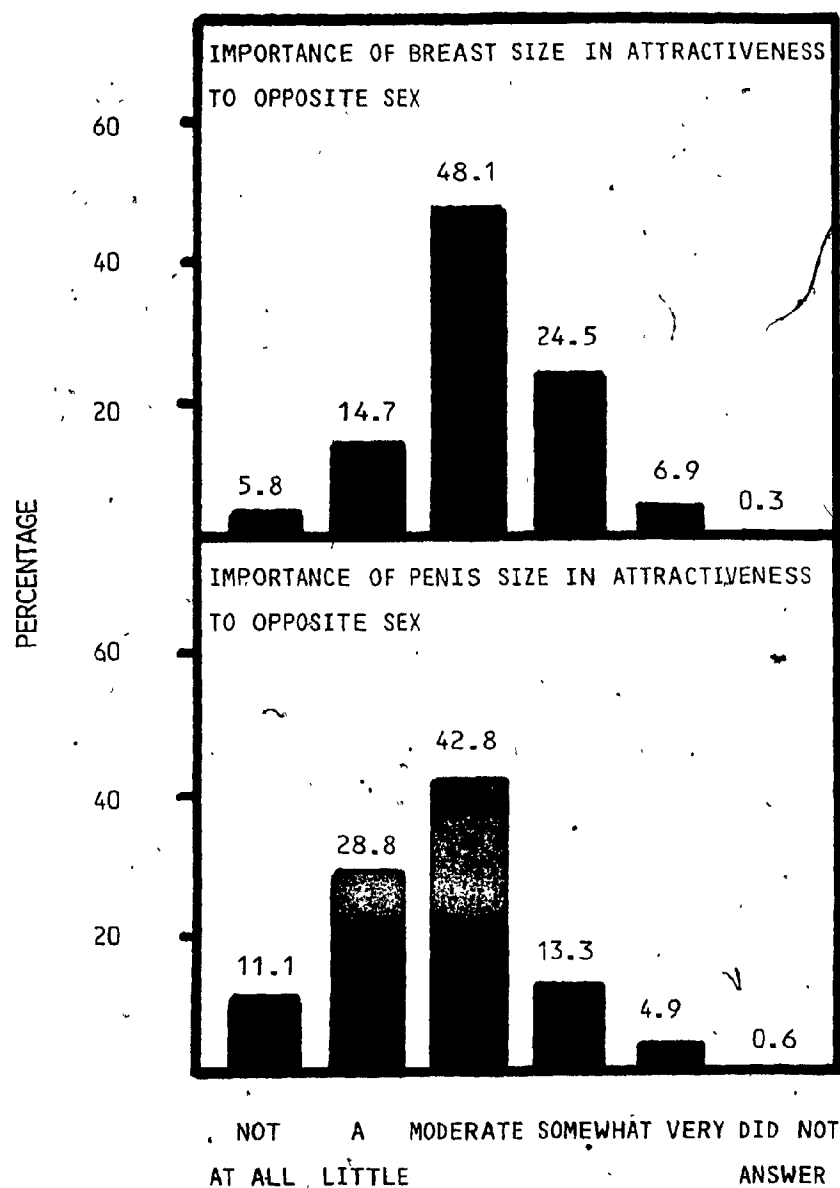 IMPORTANCE OF BREAST SIZE IN ATTRACTIVENESS
TO OPPOSITE SEX
60
48.1
40
24.5
20
14.7
5.8
6.9
0.3
PERCENTAGE
IMPORTANCE OF PENIS SIZE IN ATTRACTIVENESS
TO OPPOSITE SEX
60
42.8
40
28.8
20
11.1
13.3
4.9
0.6
NOT A MODERATE SOMEWHAT VERY DID NOT
AT ALL LITTLE ANSWER